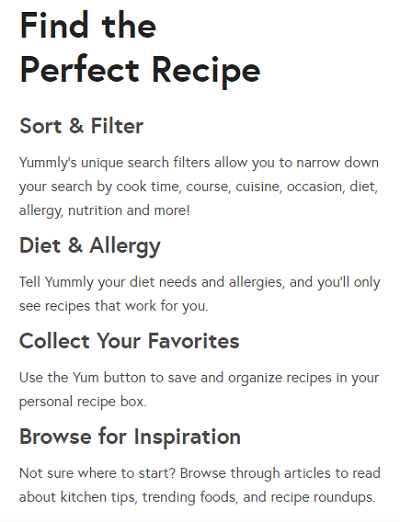 Find the
Perfect Recipe
Sort & Filter
Yummly's unique search filters allow you to narrow down
your search by cook time, course, cuisine, occasion, diet,
allergy, nutrition and more!
Diet & Allergy
Tell Yummly your diet needs and allergies, and you'll only
see recipes that work for you.
Collect Your Favorites
Use the Yum button to save and organize recipes in your
personal recipe box.
Browse for Inspiration
Not sure where to start? Browse through articles to read
about kitchen tips, trending foods, and recipe roundups.